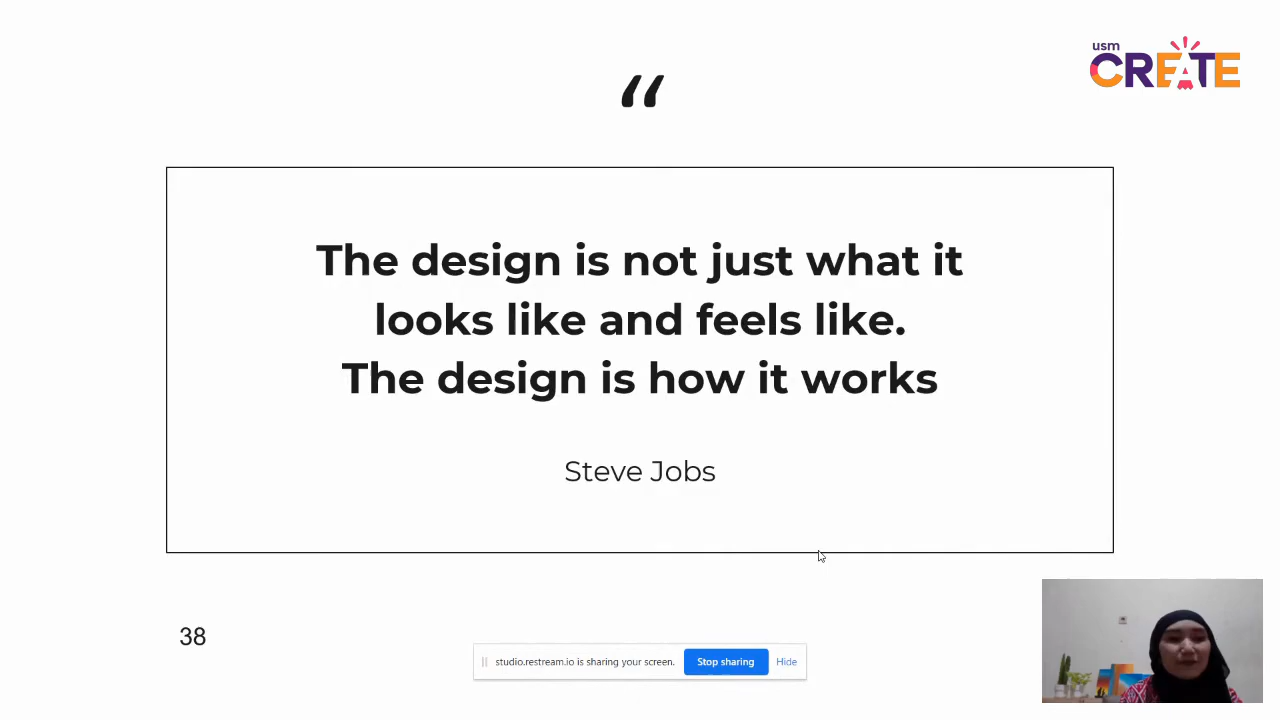 usm
CREATE
“
The design is not just what it
looks like and feels like.
The design is how it works
Steve Jobs
38
studio.restream.io is sharing your screen.
Stop sharing
Hide